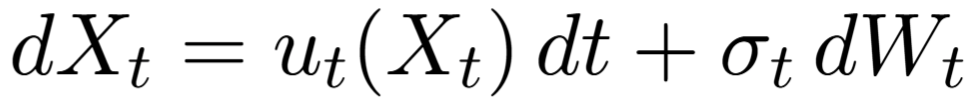 dX_t = u_t(X_t) dt + σ_t dW_t